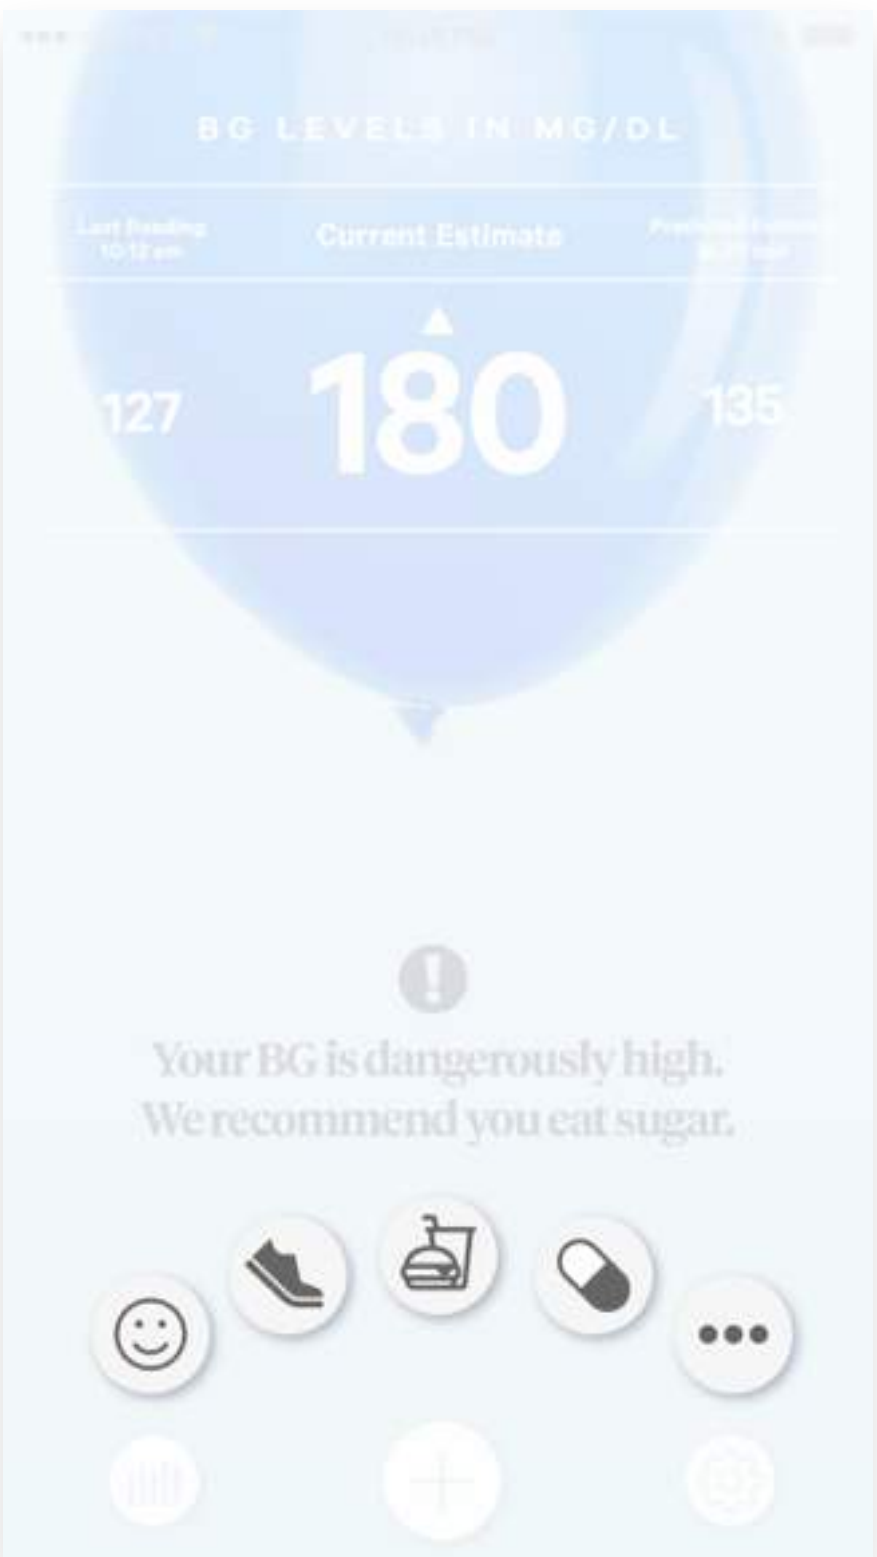 BG LEVELS IN MG/DL
Last Reading
10:12 am
Current Estimate
127
180
135
Your BG is dangerously high.
We recommend you eat sugar.